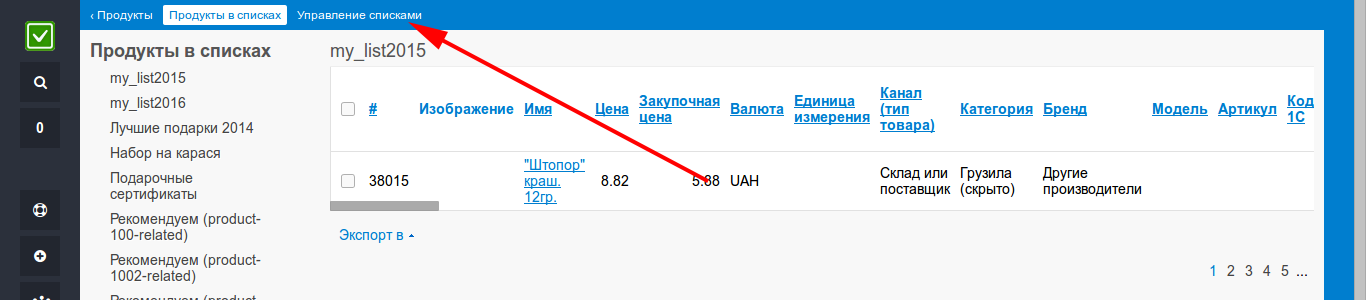 ‹ Продукты Продукты в списках Управление списками
Продукты в списках
my_list2015
my_list2016
Лучшие подарки 2014
Набор на карася
Подарочные
сертификаты
Рекомендуем (product-
100-related)
Рекомендуем (product-
1002-related)
Рекомендуем (product-
0
my_list2015
# Изображение Имя Цена Закупочная цена Валюта Единица измерения Канал (тип товара) Категория Бренд Модель Артикул Код 1С
38015 "Штопор" краш. 12гр. 8.82 5.88 UAH Склад или поставщик Грузила (скрыто) Другие производители
Экспорт в
1 2 3 4 5 ...